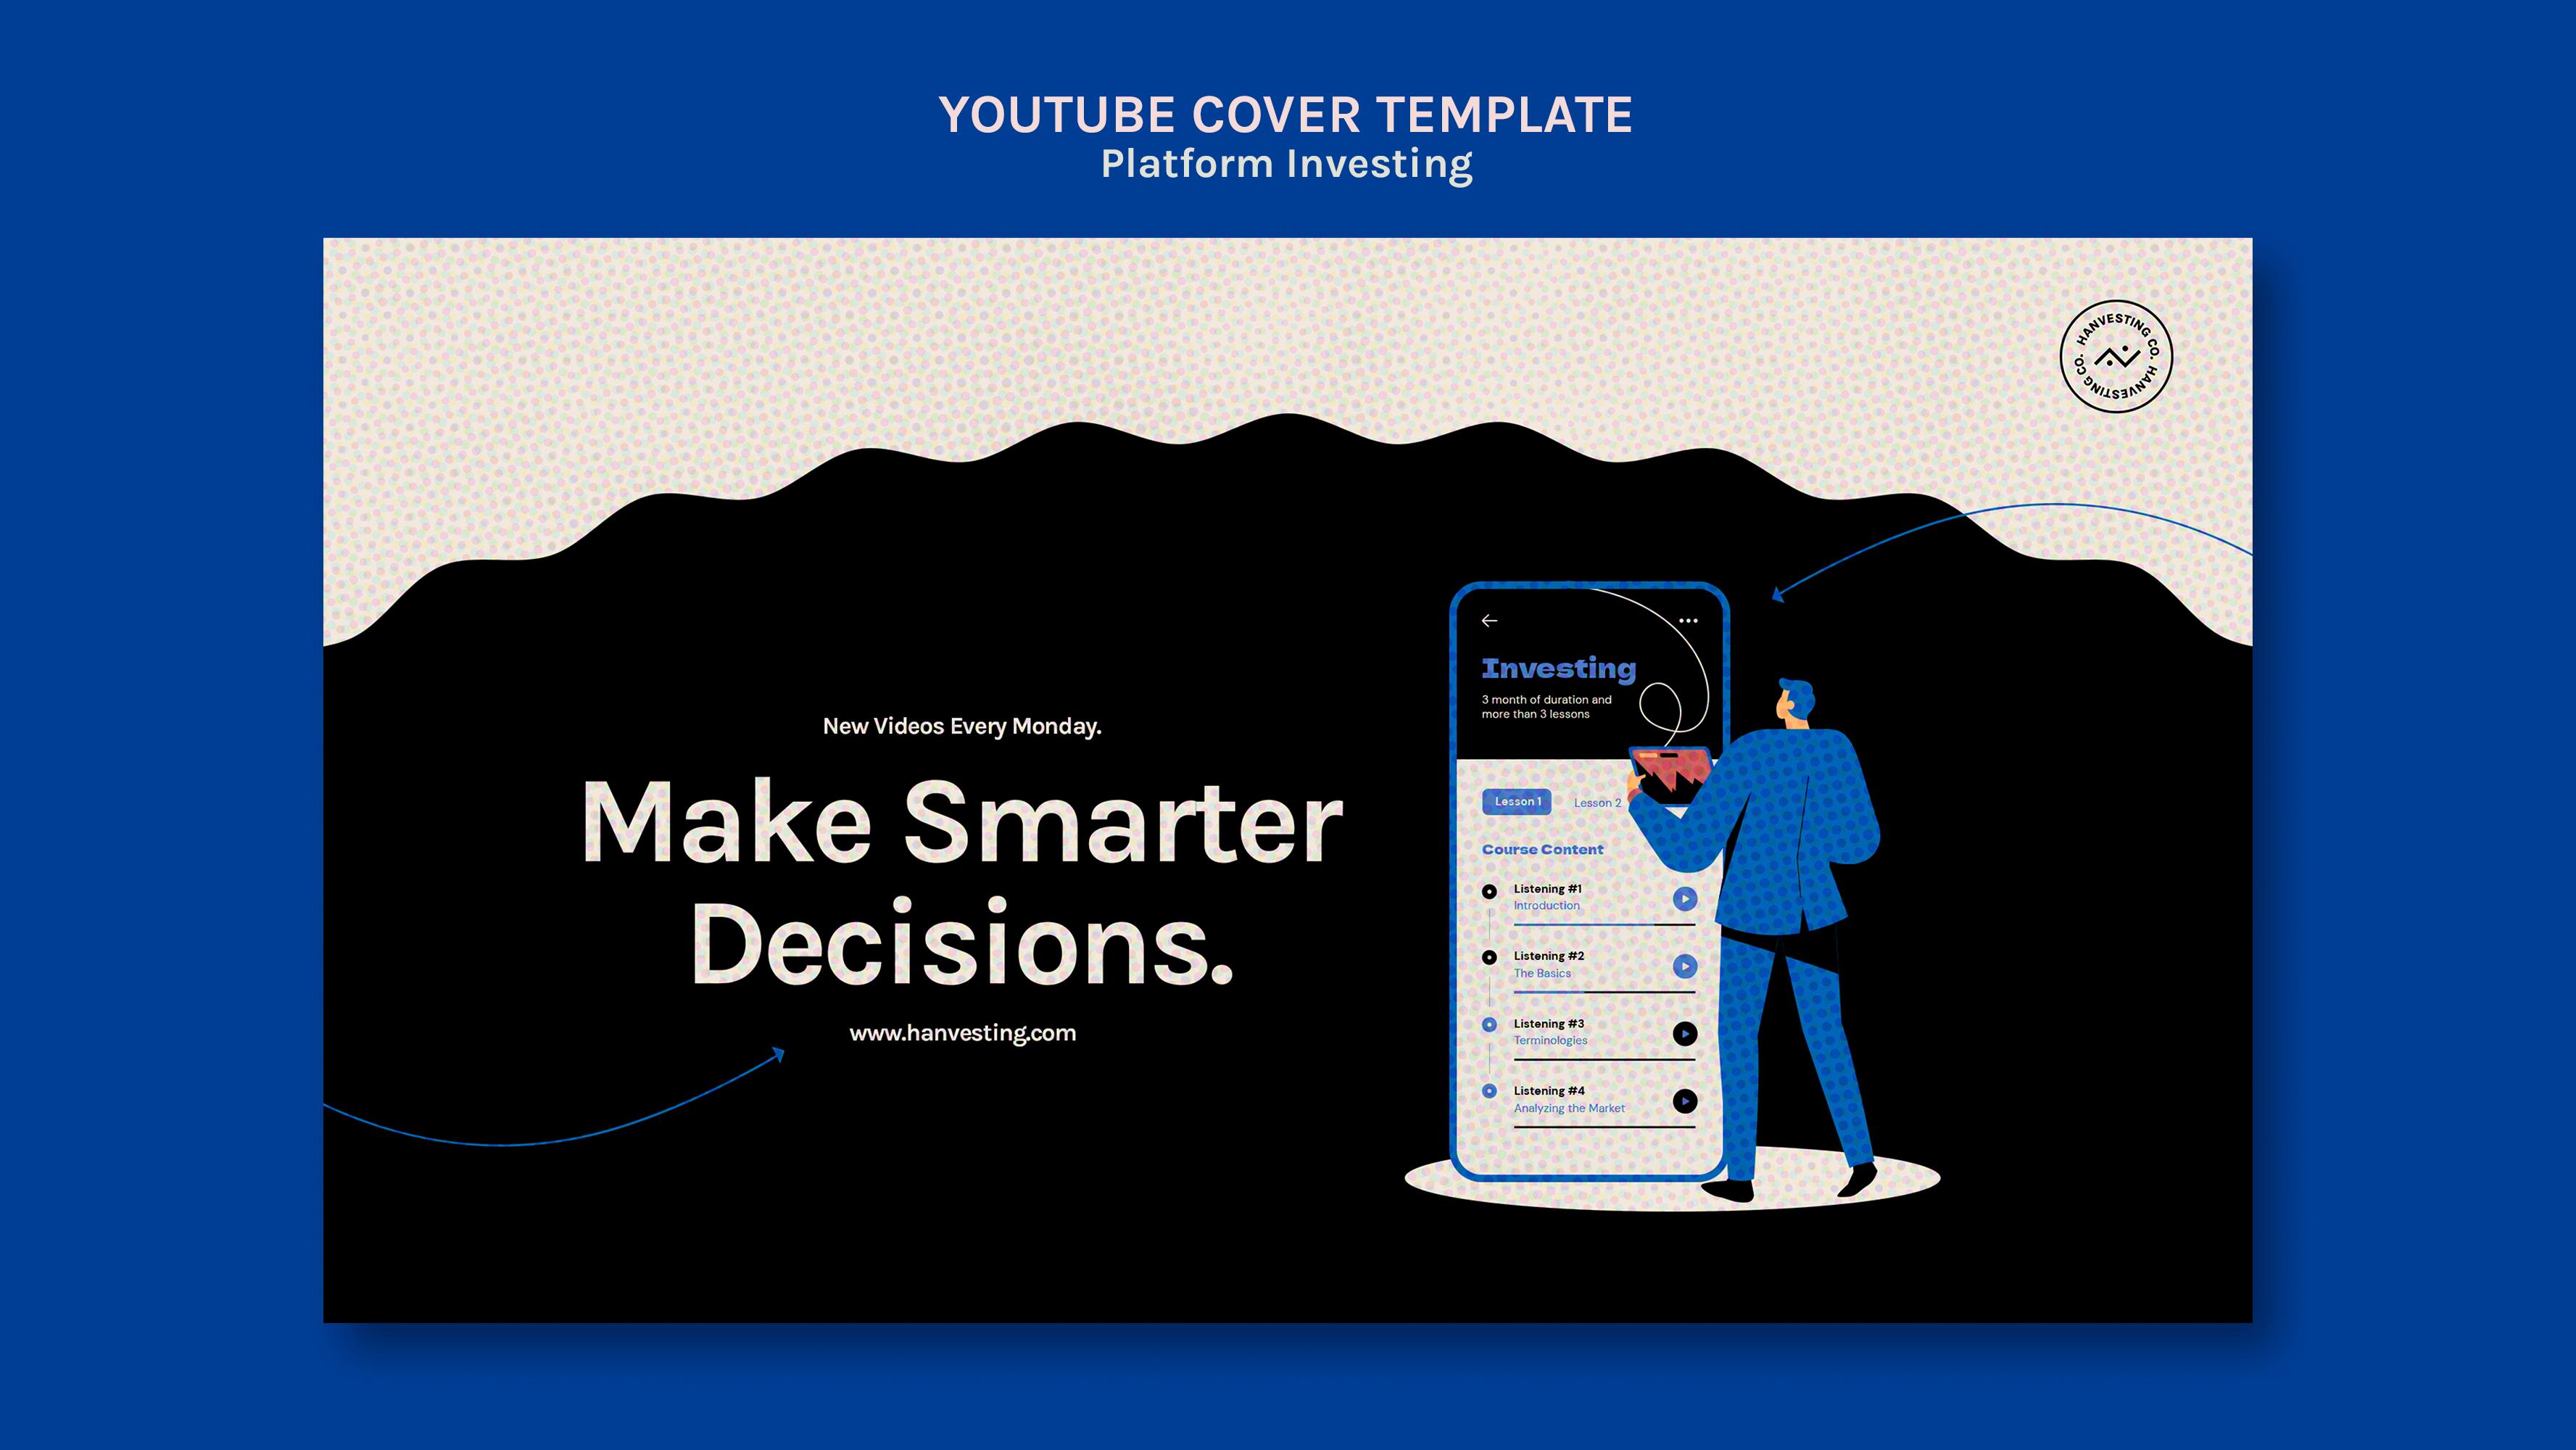 YOUTUBE COVER TEMPLATE
Platform Investing
HANVESTING CO. HANVESTING CO.
New Videos Every Monday.
Make Smarter
Decisions.
www.hanvesting.com
Investing
3 month of duration and
more than 3 lessons
Lesson 1
Lesson 2
Course Content
Listening #1
Introduction
Listening #2
The Basics
Listening #3
Terminologies
Listening #4
Analyzing the Market